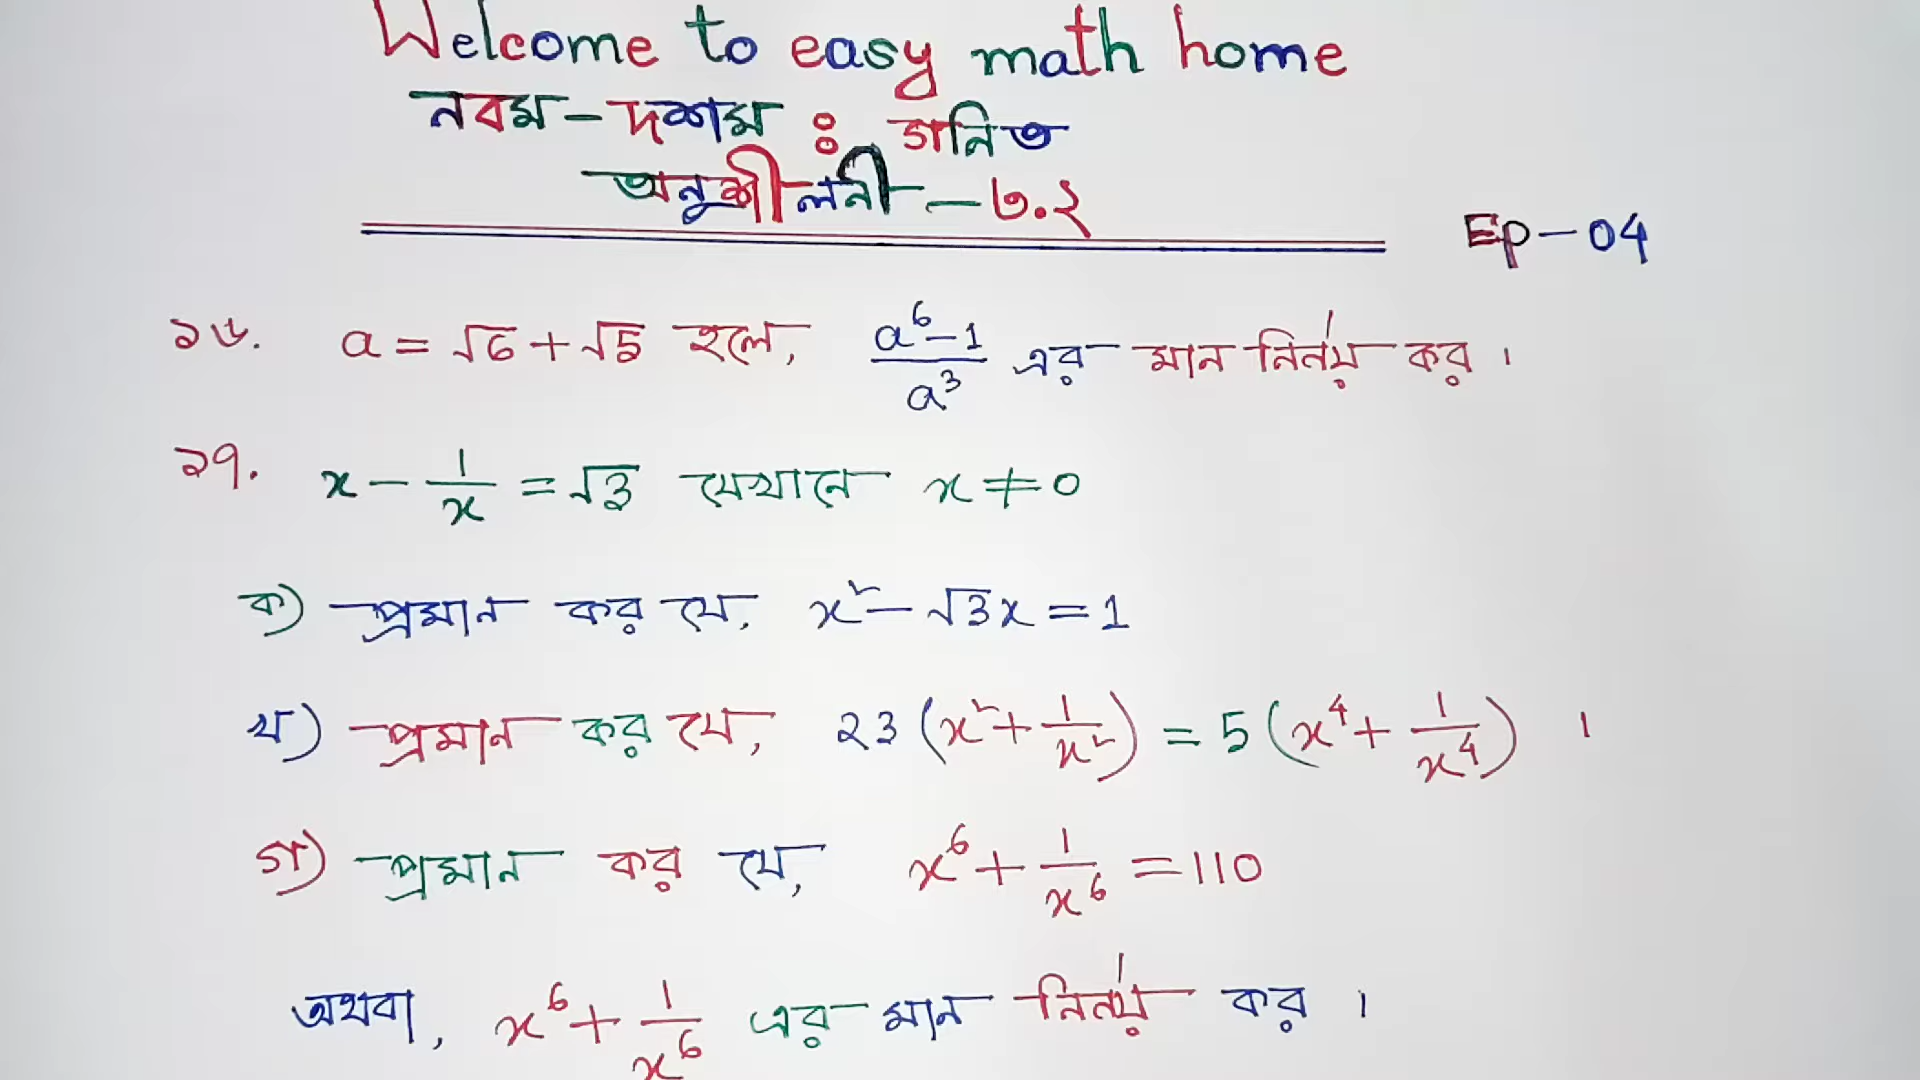 Welcome to easy math home
নবম-দশম ঃ গনিত
অনুশীলনী - ৩.২
Ep-04
১৬. a = √6 + √5 হলে, (a⁶ - 1)/a³ এর মান নির্নয় কর ।
১৭. x - 1/x = √3 যেখানে x ≠ 0
ক) প্রমান কর যে, x² - √3x = 1
খ) প্রমান কর যে, 23(x² + 1/x²) = 5(x⁴ + 1/x⁴) ।
গ) প্রমান কর যে, x⁶ + 1/x⁶ = 110
অথবা, x⁶ + 1/x⁶ এর মান নির্নয় কর ।